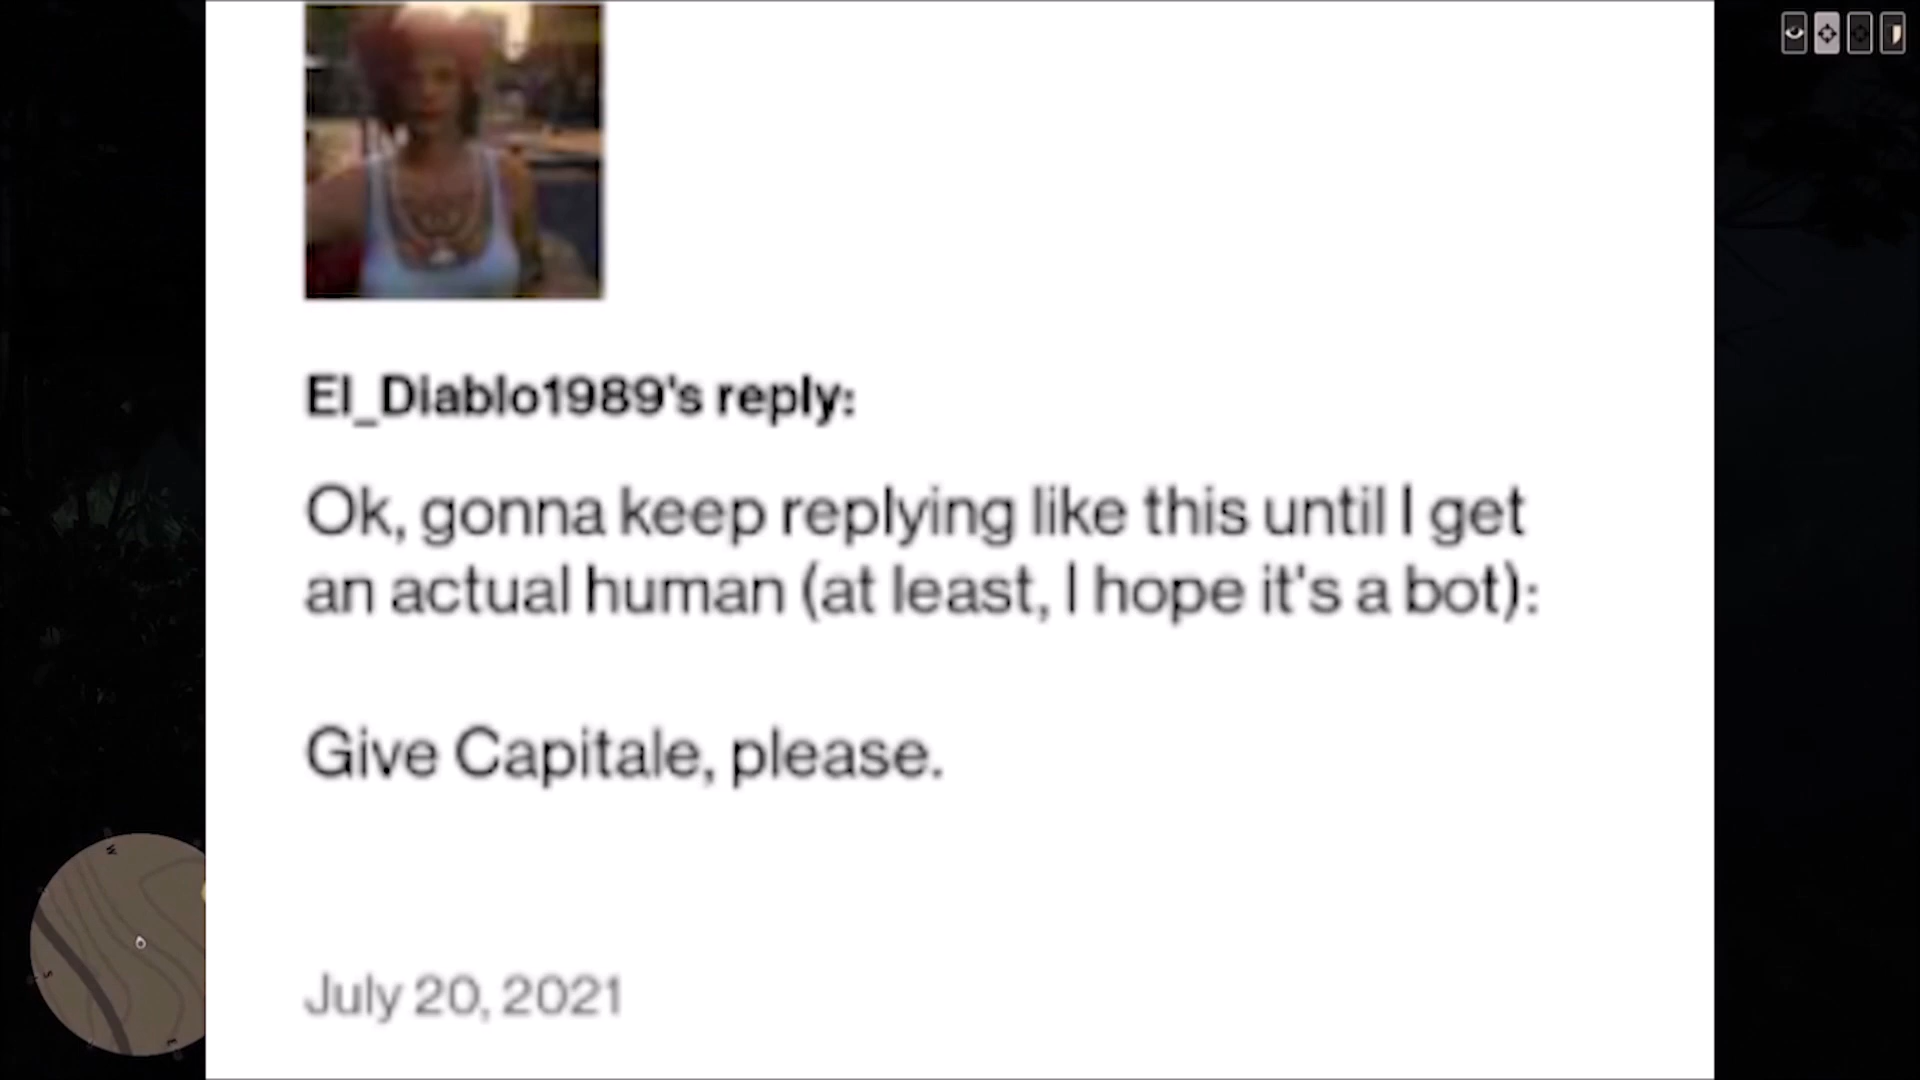 El_Diablo1989's reply:
Ok, gonna keep replying like this until I get
an actual human (at least, I hope it's a bot):
Give Capitale, please.
July 20, 2021
W
S
E